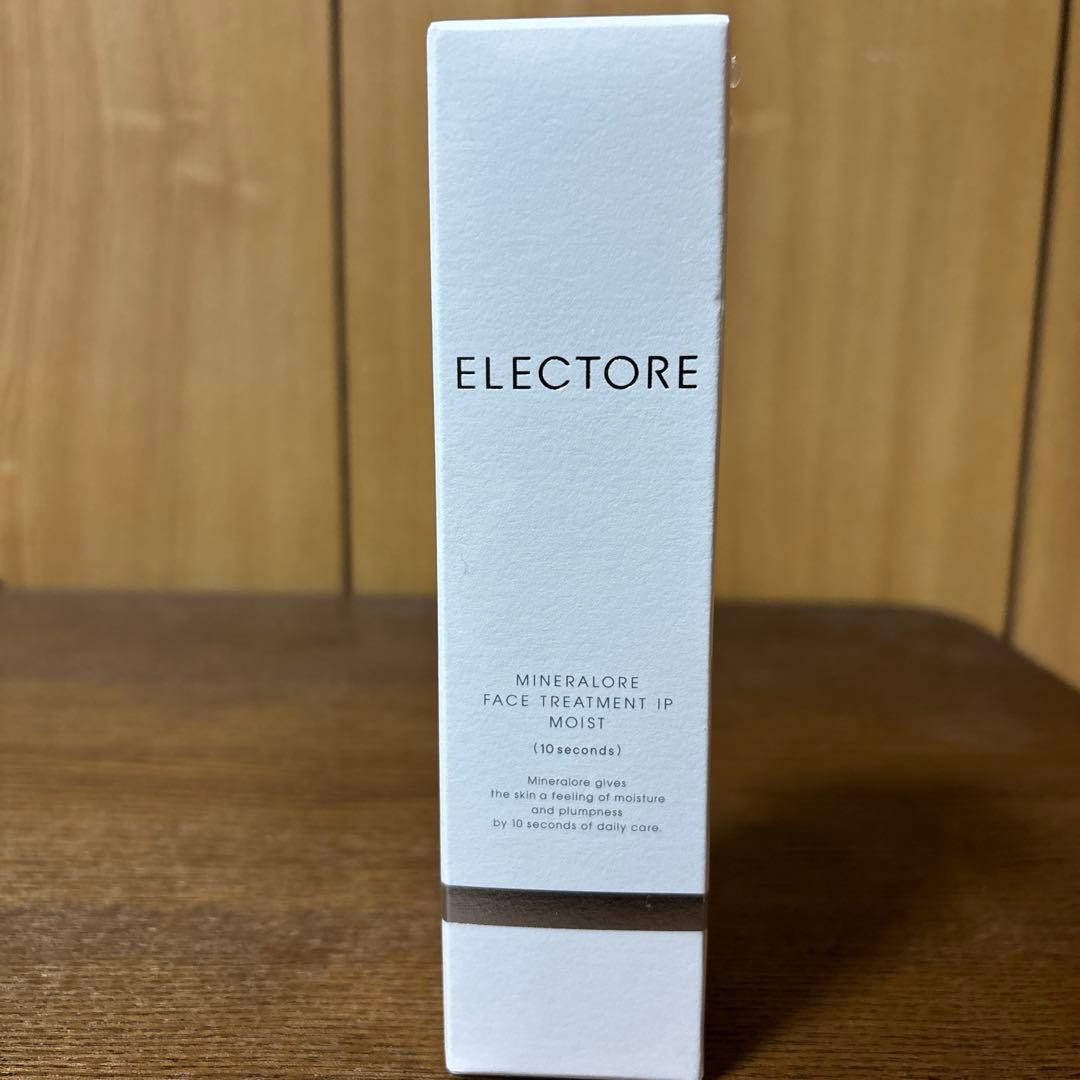 ELECTORE
MINERALORE
FACE TREATMENT IP
MOIST
(10 seconds)
Mineralore gives
the skin a feeling of moisture
and plumpness
by 10 seconds of daily care.